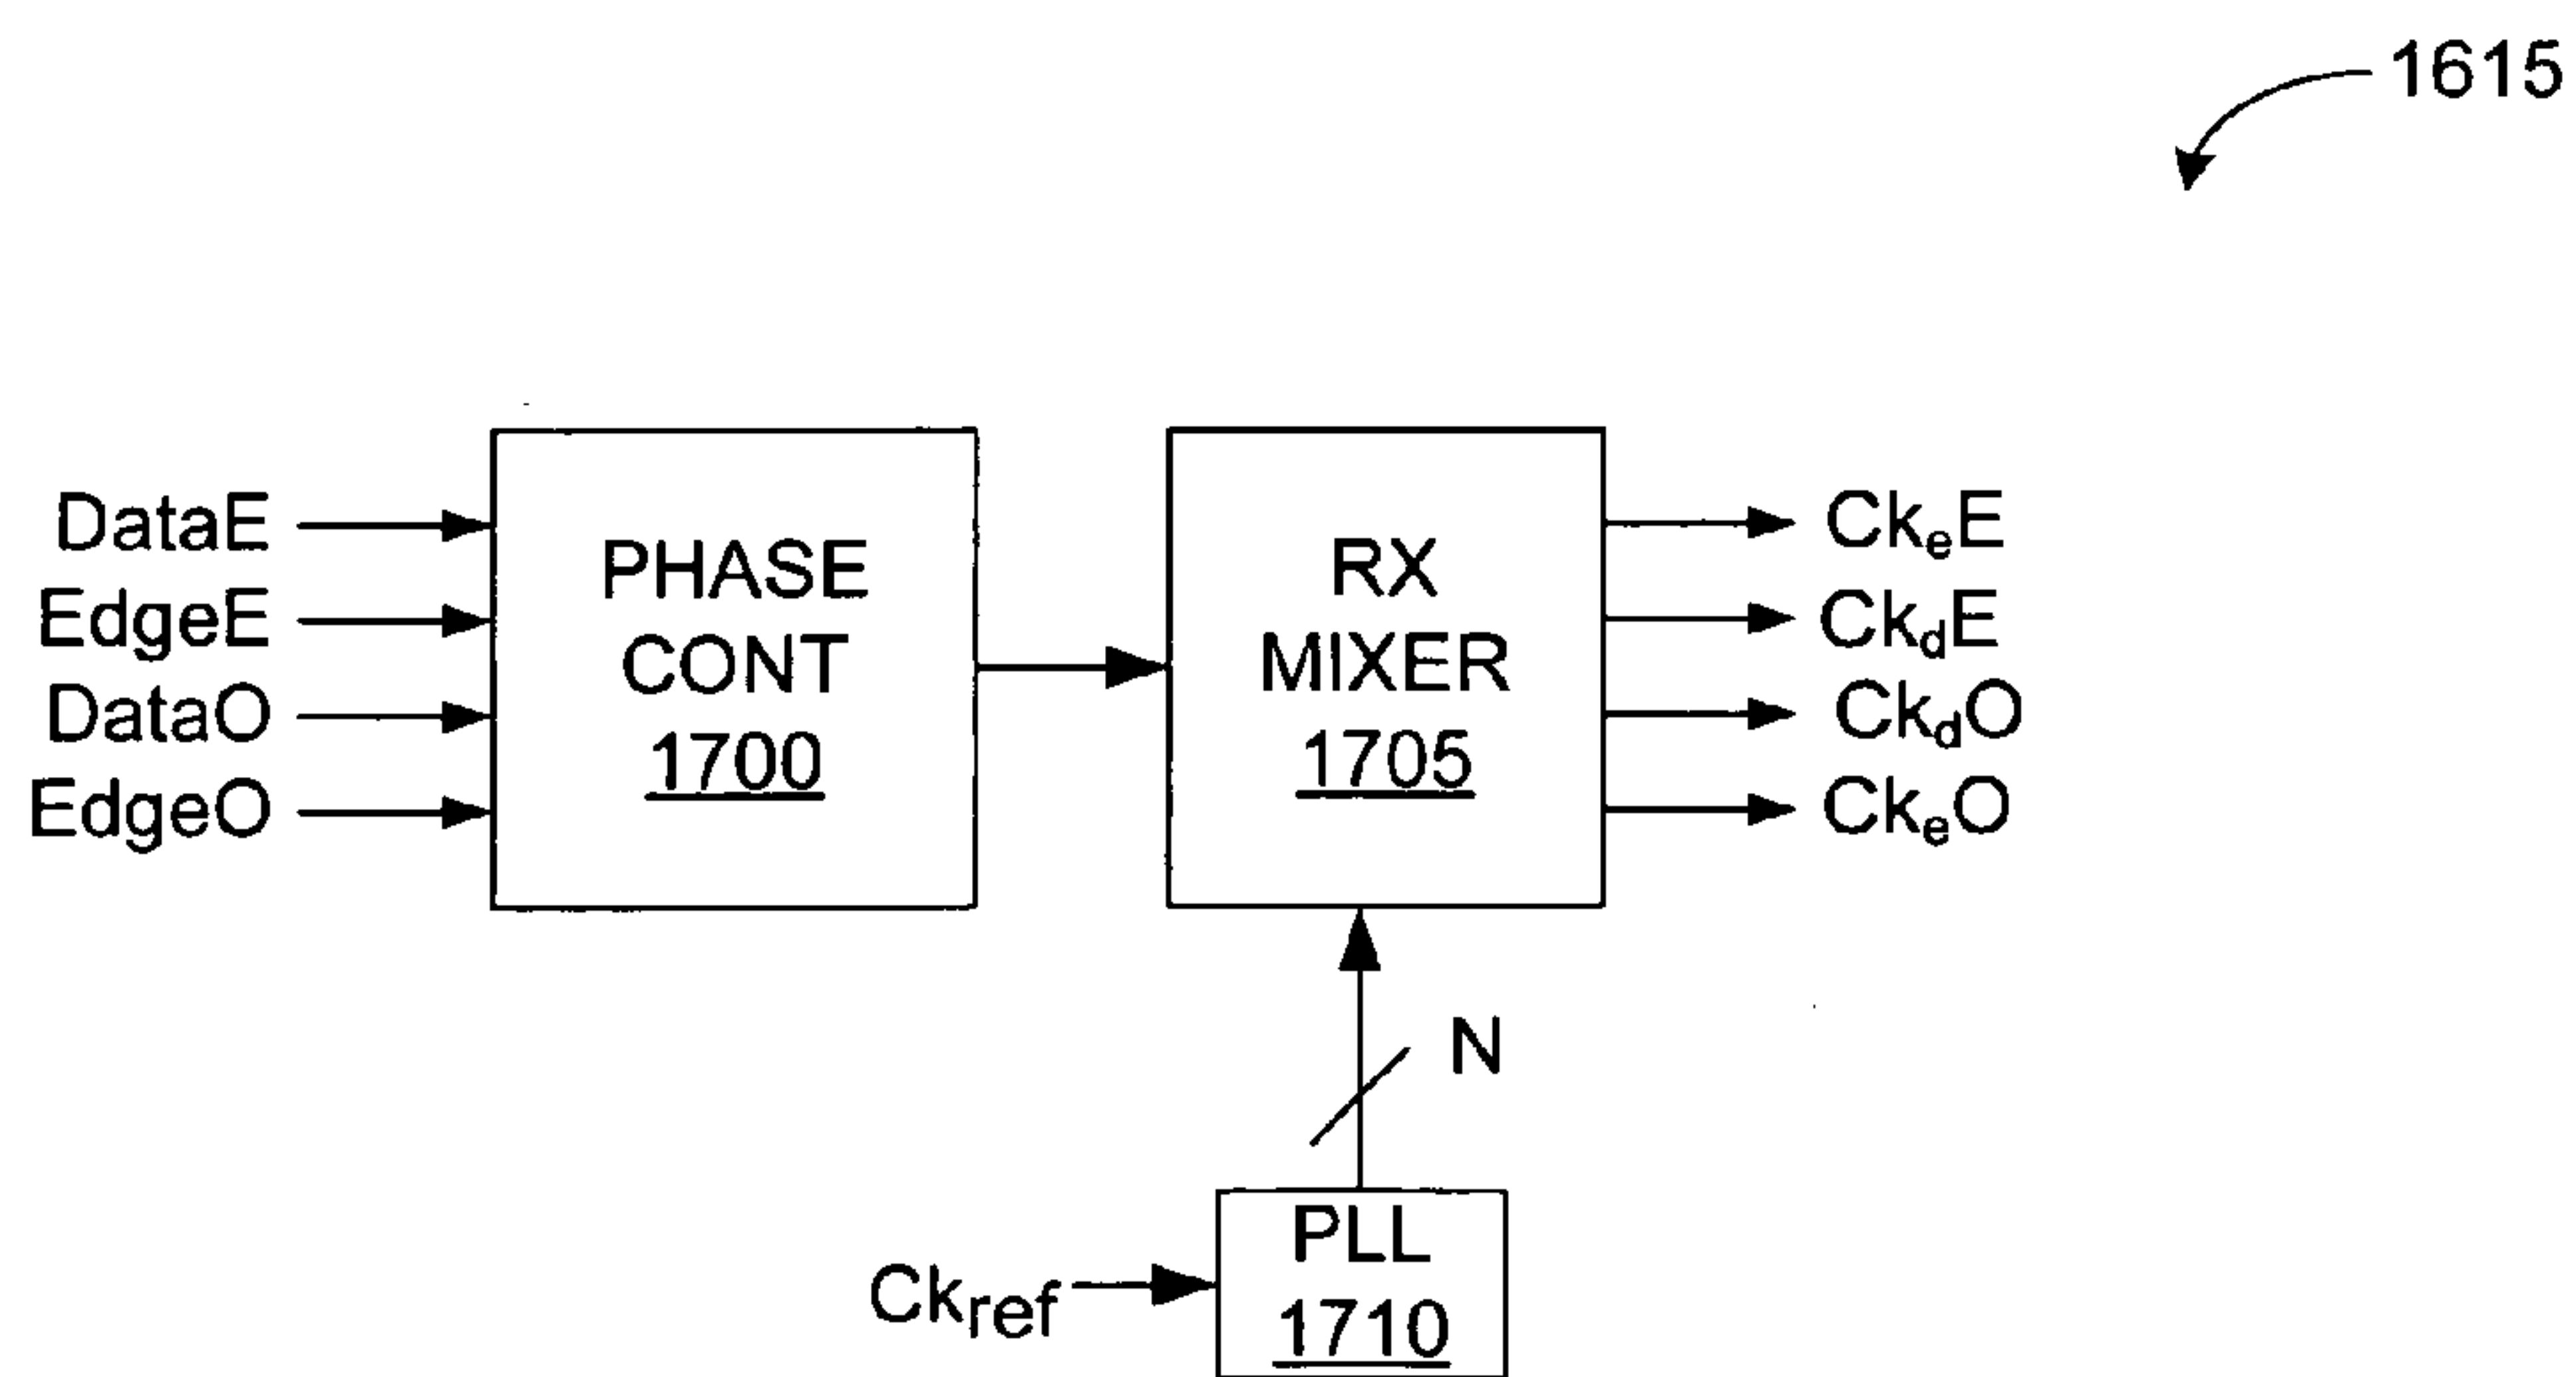 1615
DataE
EdgeE
DataO
EdgeO
PHASE
CONT
1700
RX
MIXER
1705
CkeE
CkdE
CkdO
CkeO
N
Ckref
PLL
1710